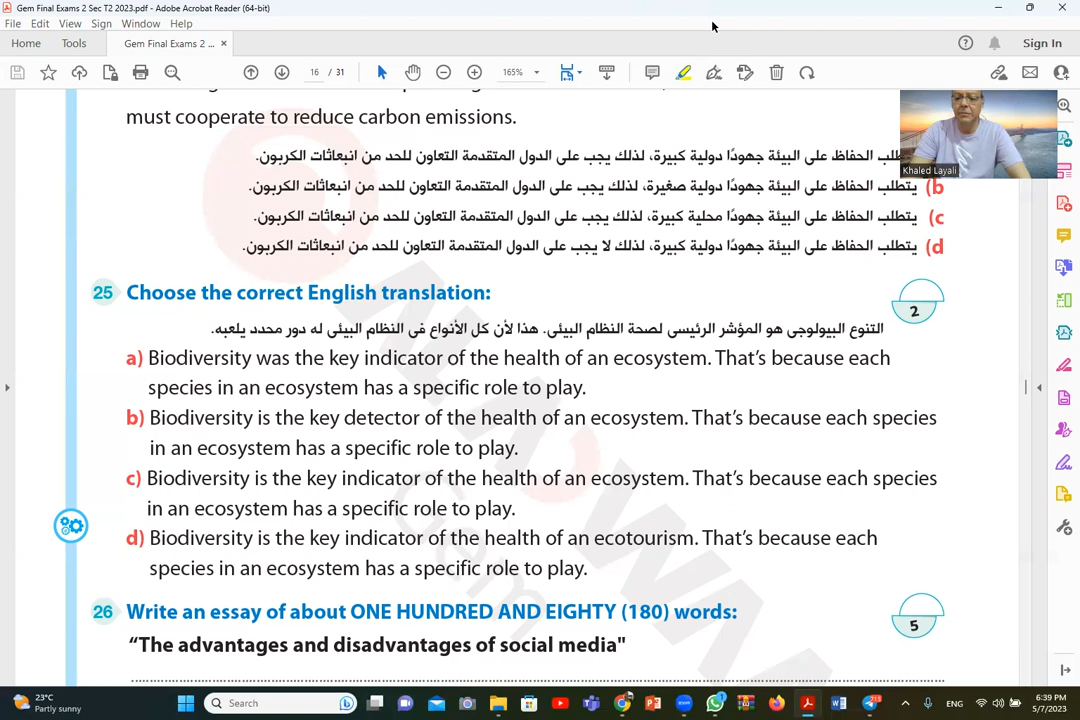 Gem Final Exams 2 Sec T2 2023.pdf - Adobe Acrobat Reader (64-bit)
File Edit View Sign Window Help
Home Tools Gem Final Exams 2 ... × Sign In
16 / 31 165%
must cooperate to reduce carbon emissions.
يتطلب الحفاظ على البيئة جهودًا دولية كبيرة، لذلك يجب على الدول المتقدمة التعاون للحد من انبعاثات الكربون.
Khaled Layali
b) يتطلب الحفاظ على البيئة جهودًا دولية صغيرة، لذلك يجب على الدول المتقدمة التعاون للحد من انبعاثات الكربون.
c) يتطلب الحفاظ على البيئة جهودًا محلية كبيرة، لذلك يجب على الدول المتقدمة التعاون للحد من انبعاثات الكربون.
d) يتطلب الحفاظ على البيئة جهودًا دولية كبيرة، لذلك لا يجب على الدول المتقدمة التعاون للحد من انبعاثات الكربون.
25 Choose the correct English translation:
2
التنوع البيولوجى هو المؤشر الرئيسى لصحة النظام البيئى. هذا لأن كل الأنواع فى النظام البيئى له دور محدد يلعبه.
a) Biodiversity was the key indicator of the health of an ecosystem. That's because each
species in an ecosystem has a specific role to play.
b) Biodiversity is the key detector of the health of an ecosystem. That's because each species
in an ecosystem has a specific role to play.
c) Biodiversity is the key indicator of the health of an ecosystem. That's because each species
in an ecosystem has a specific role to play.
d) Biodiversity is the key indicator of the health of an ecotourism. That's because each
species in an ecosystem has a specific role to play.
26 Write an essay of about ONE HUNDRED AND EIGHTY (180) words:
5
"The advantages and disadvantages of social media"
23°C
Partly sunny
Search
ENG
6:39 PM
5/7/2023